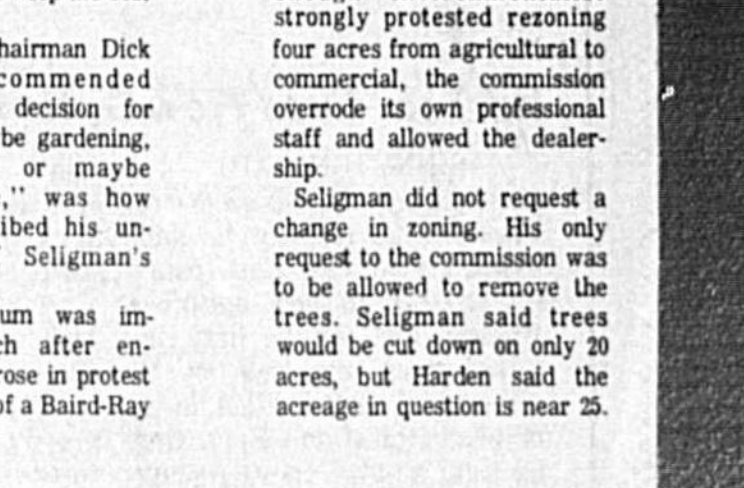 hairman Dick
commended
decision for
be gardening,
or maybe
," was how
ibed his un-
Seligman's
um was im-
ch after en-
rose in protest
of a Baird-Ray
strongly protested rezoning
four acres from agricultural to
commercial, the commission
overrode its own professional
staff and allowed the dealer-
ship.
Seligman did not request a
change in zoning. His only
request to the commission was
to be allowed to remove the
trees. Seligman said trees
would be cut down on only 20
acres, but Harden said the
acreage in question is near 25.